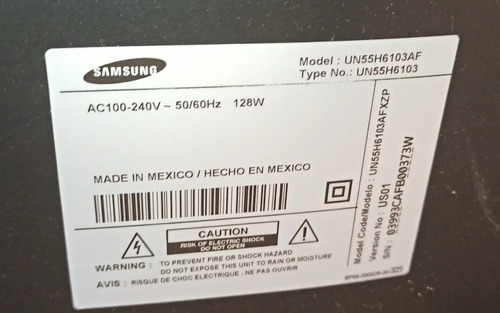 SAMSUNG
Model : UN55H6103AF
Type No.: UN55H6103
AC100-240V ~ 50/60Hz 128W
MADE IN MEXICO / HECHO EN MEXICO
CAUTION
RISK OF ELECTRIC SHOCK
DO NOT OPEN
WARNING : TO PREVENT FIRE OR SHOCK HAZARD
DO NOT EXPOSE THIS UNIT TO RAIN OR MOISTURE
AVIS : RISQUE DE CHOC ELECTRIQUE - NE PAS OUVRIR
Model Code/Modelo : UN55H6103AFXZP
Version No : US01
S/N : 03993CAFB00373W